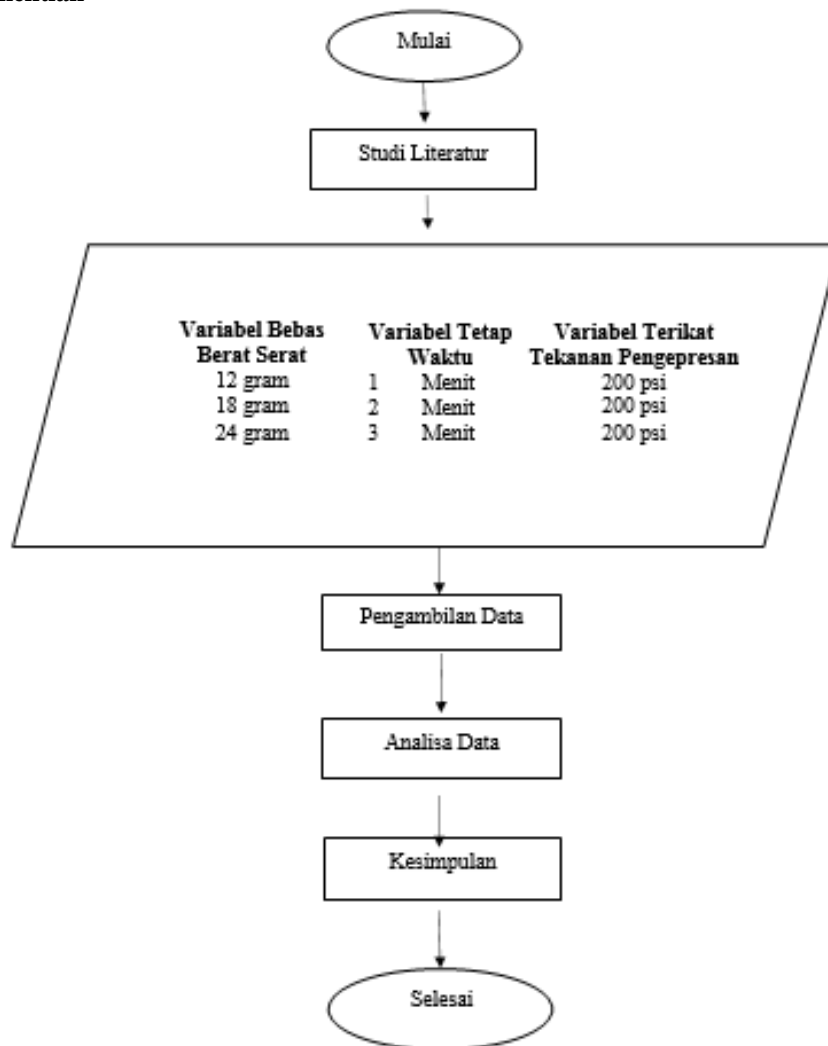 Mulai
Studi Literatur
Variabel Bebas Variabel Tetap Variabel Terikat
Berat Serat Waktu Tekanan Pengepresan
12 gram 1 Menit 200 psi
18 gram 2 Menit 200 psi
24 gram 3 Menit 200 psi
Pengambilan Data
Analisa Data
Kesimpulan
Selesai